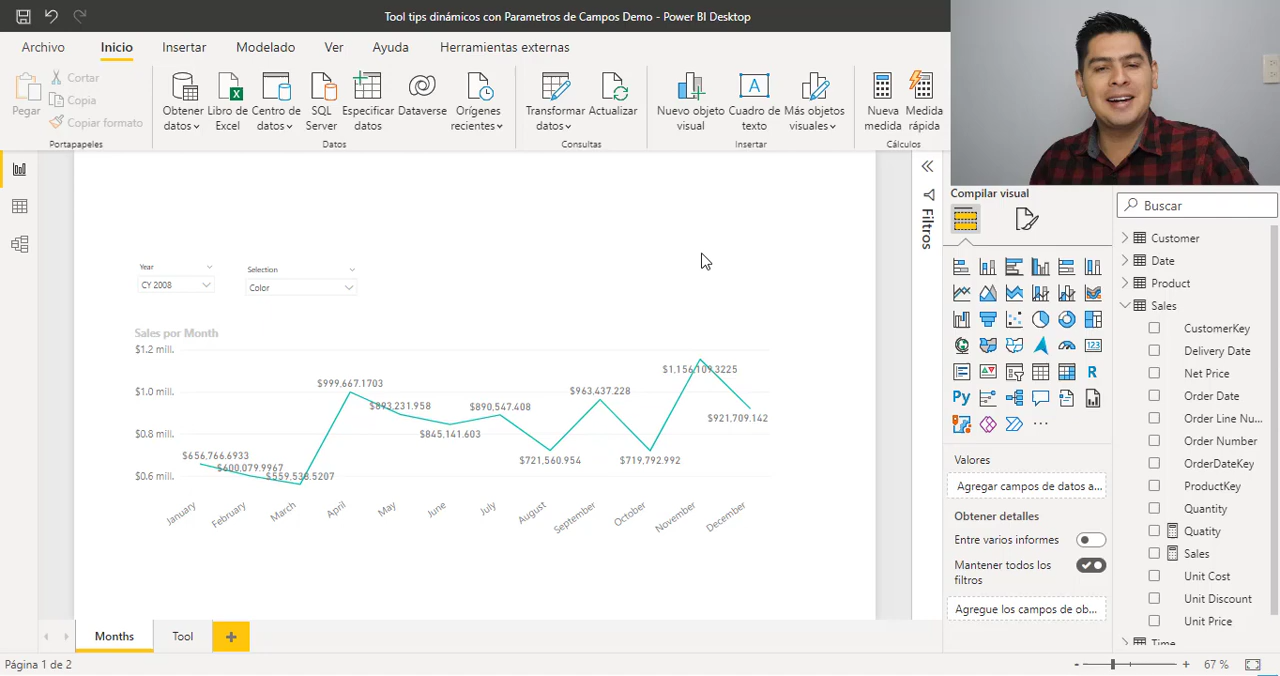 Tool tips dinámicos con Parametros de Campos Demo - Power BI Desktop
Archivo Inicio Insertar Modelado Ver Ayuda Herramientas externas
Pegar
Cortar
Copia
Copiar formato
Portapapeles
Obtener datos
Libro de Excel
Centro de datos
SQL Server
Especificar datos
Dataverse
Orígenes recientes
Datos
Transformar datos
Actualizar
Consultas
Nuevo objeto visual
Cuadro de texto
Más objetos visuales
Insertar
Nueva medida
Medida rápida
Cálculos
Year
CY 2008
Selection
Color
Sales por Month
$1.2 mill.
$1.0 mill.
$0.8 mill.
$0.6 mill.
$656,766.6933
$600,079.9967
$559,538.5207
$999.667.1703
$893,231.958
$845,141.603
$890,547.408
$721,560.954
$963,437.228
$719,792.992
$1,156,109.3225
$921,709.142
January
February
March
April
May
June
July
August
September
October
November
December
Filtros
Compilar visual
123
R
Py
Valores
Agregar campos de datos a...
Obtener detalles
Entre varios informes
Mantener todos los
filtros
Agregue los campos de ob...
Buscar
Customer
Date
Product
Sales
CustomerKey
Delivery Date
Net Price
Order Date
Order Line Nu...
Order Number
OrderDateKey
ProductKey
Quantity
Quatity
Sales
Unit Cost
Unit Discount
Unit Price
Time
Months
Tool
+
Página 1 de 2
- + 67 %